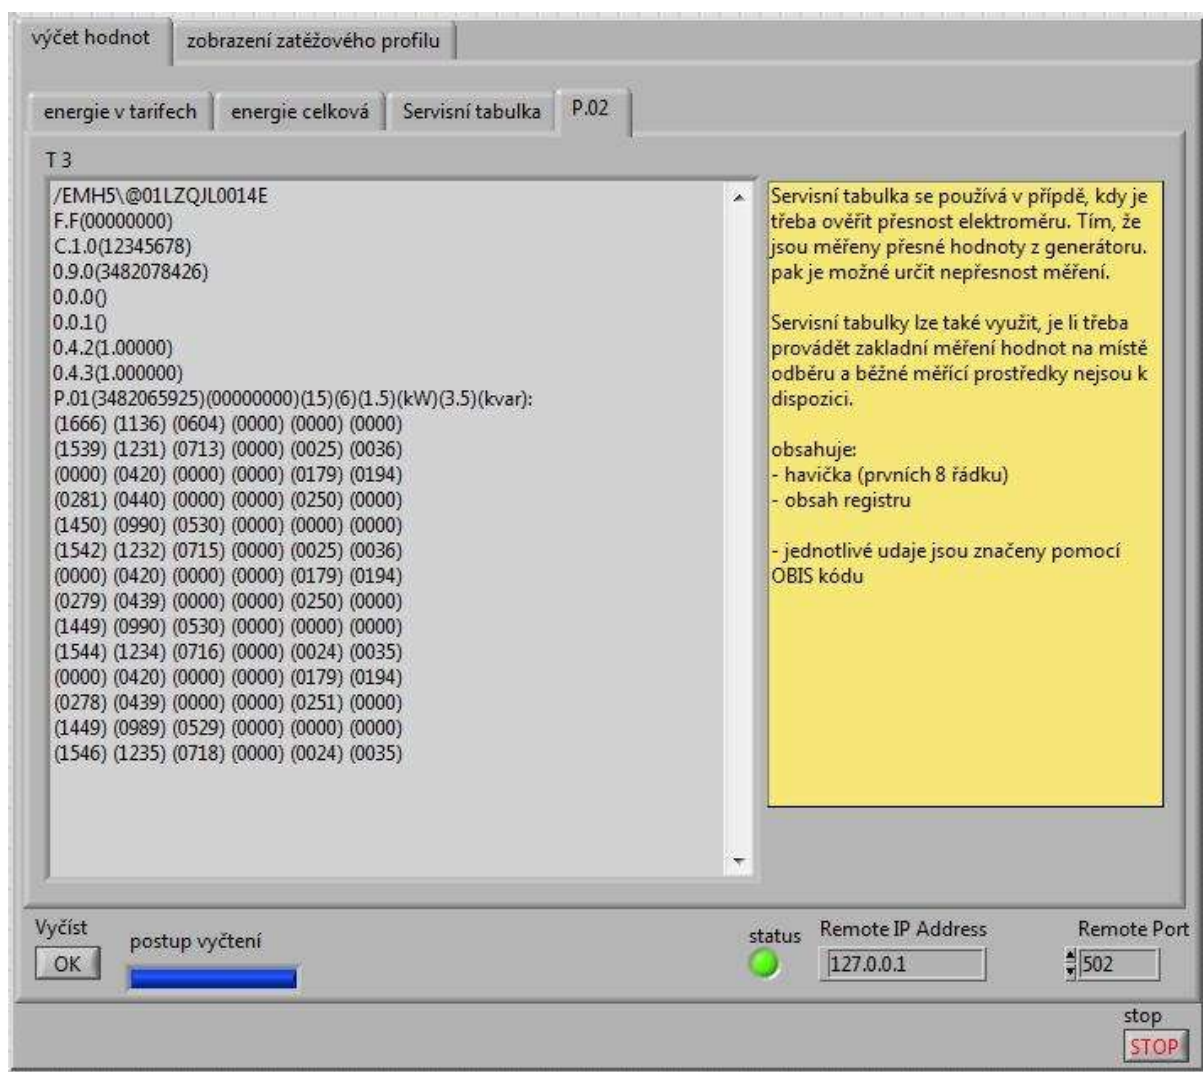 výčet hodnot
zobrazení zatěžového profilu
energie v tarifech
energie celková
Servisní tabulka
P.02
T 3
/EMH5\@01LZQJL0014E
F.F(00000000)
C.1.0(12345678)
0.9.0(3482078426)
0.0.0()
0.0.1()
0.4.2(1.00000)
0.4.3(1.000000)
P.01(3482065925)(00000000)(15)(6)(1.5)(kW)(3.5)(kvar):
(1666) (1136) (0604) (0000) (0000) (0000)
(1539) (1231) (0713) (0000) (0025) (0036)
(0000) (0420) (0000) (0000) (0179) (0194)
(0281) (0440) (0000) (0000) (0250) (0000)
(1450) (0990) (0530) (0000) (0000) (0000)
(1542) (1232) (0715) (0000) (0025) (0036)
(0000) (0420) (0000) (0000) (0179) (0194)
(0279) (0439) (0000) (0000) (0250) (0000)
(1449) (0990) (0530) (0000) (0000) (0000)
(1544) (1234) (0716) (0000) (0024) (0035)
(0000) (0420) (0000) (0000) (0179) (0194)
(0278) (0439) (0000) (0000) (0251) (0000)
(1449) (0989) (0529) (0000) (0000) (0000)
(1546) (1235) (0718) (0000) (0024) (0035)
Servisní tabulka se používá v přípdě, kdy je
třeba ověřit přesnost elektroměru. Tím, že
jsou měřeny přesné hodnoty z generátoru.
pak je možné určit nepřesnost měření.
Servisní tabulky lze také využit, je li třeba
provádět zakladní měření hodnot na místě
odběru a běžné měřící prostředky nejsou k
dispozici.
obsahuje:
- havička (prvních 8 řádku)
- obsah registru
- jednotlivé udaje jsou značeny pomocí
OBIS kódu
Vyčíst
OK
postup vyčtení
status
Remote IP Address
127.0.0.1
Remote Port
502
stop
STOP